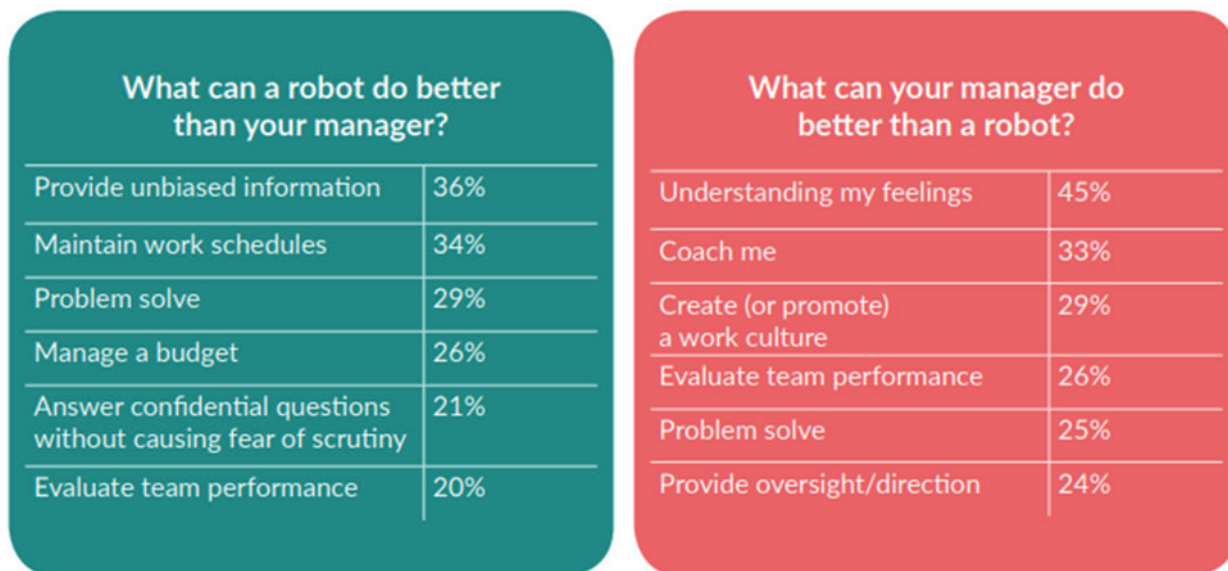 What can a robot do better
than your manager?
Provide unbiased information 36%
Maintain work schedules 34%
Problem solve 29%
Manage a budget 26%
Answer confidential questions 21%
without causing fear of scrutiny
Evaluate team performance 20%
What can your manager do
better than a robot?
Understanding my feelings 45%
Coach me 33%
Create (or promote) 29%
a work culture
Evaluate team performance 26%
Problem solve 25%
Provide oversight/direction 24%